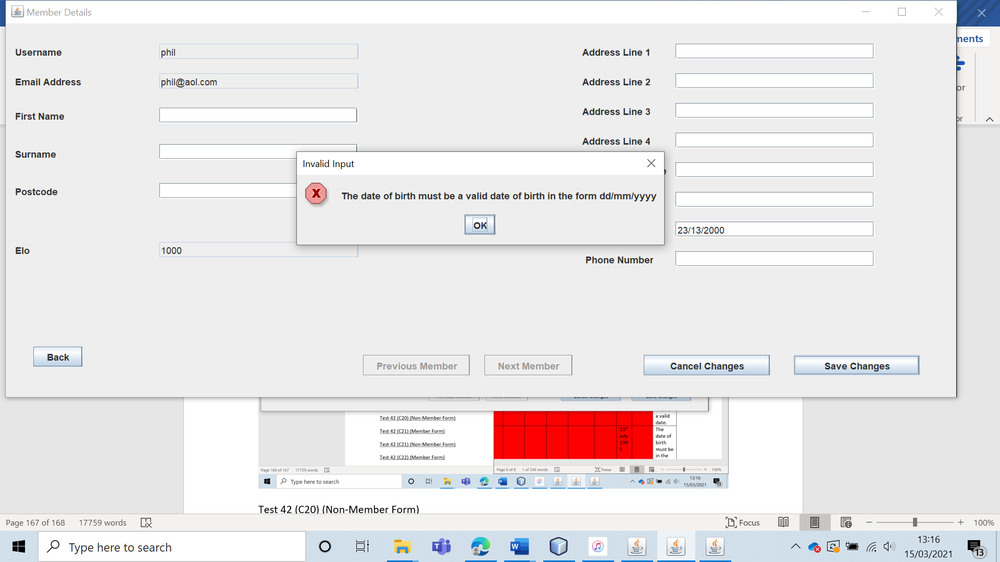 Member Details
ments
Username
phil
Address Line 1
Email Address
phil@aol.com
Address Line 2
or
First Name
Address Line 3
or
Address Line 4
Surname
Invalid Input
e
Postcode
The date of birth must be a valid date of birth in the form dd/mm/yyyy
OK
23/13/2000
Elo
1000
Phone Number
Back
Previous Member
Next Member
Cancel Changes
Save Changes
Test 42 (C20) (Non-Member Form)
Test 42 (C21) (Member Form)
Test 42 (C21) (Non-Member Form)
Test 42 (C22) (Member Form)
23rd
July
199
1
a valid
date.
The
date of
birth
must be
in the
Page 166 of 167 17759 words
Page 6 of 8 1 of 346 words
Focus
100%
Type here to search
13:16
15/03/2021
13
Test 42 (C20) (Non-Member Form)
Page 167 of 168 17759 words
Focus
100%
Type here to search
13:16
15/03/2021
13